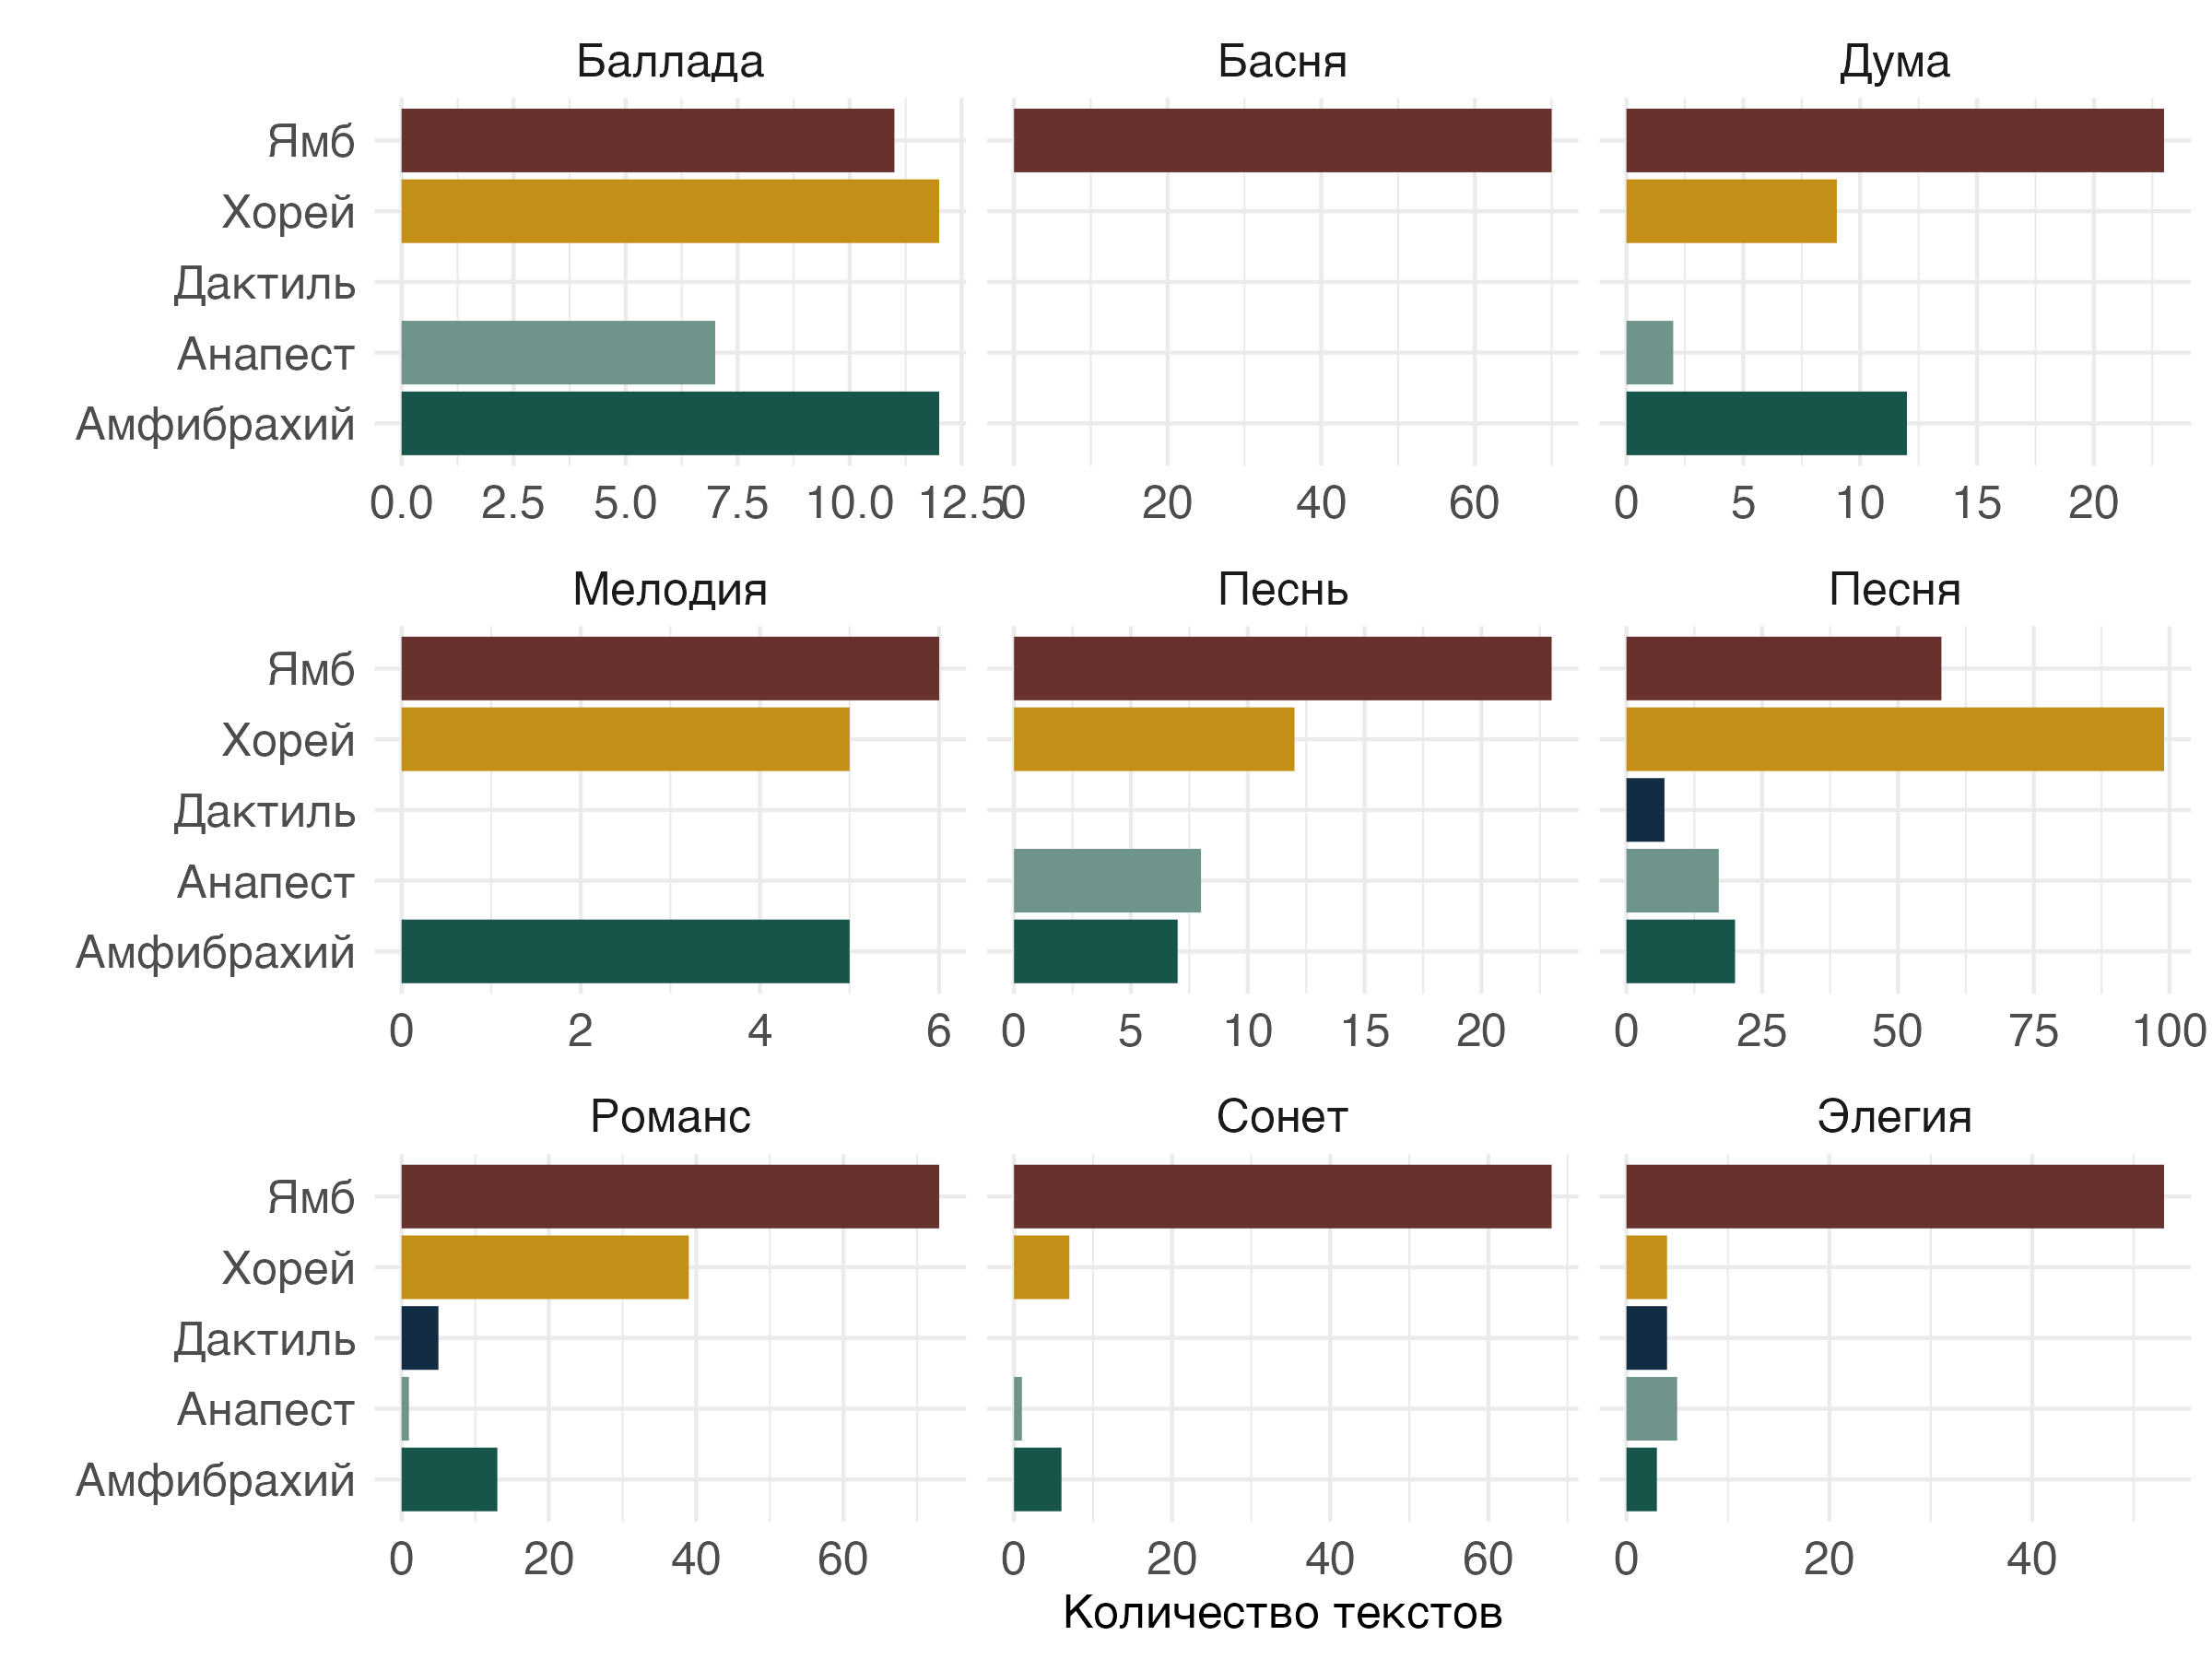 Баллада Басня Дума
Ямб
Хорей
Дактиль
Анапест
Амфибрахий
0.0 2.5 5.0 7.5 10.0 12.5 0 20 40 60 0 5 10 15 20
Мелодия Песнь Песня
Ямб
Хорей
Дактиль
Анапест
Амфибрахий
0 2 4 6 0 5 10 15 20 0 25 50 75 100
Романс Сонет Элегия
Ямб
Хорей
Дактиль
Анапест
Амфибрахий
0 20 40 60 0 20 40 60 0 20 40
Количество текстов